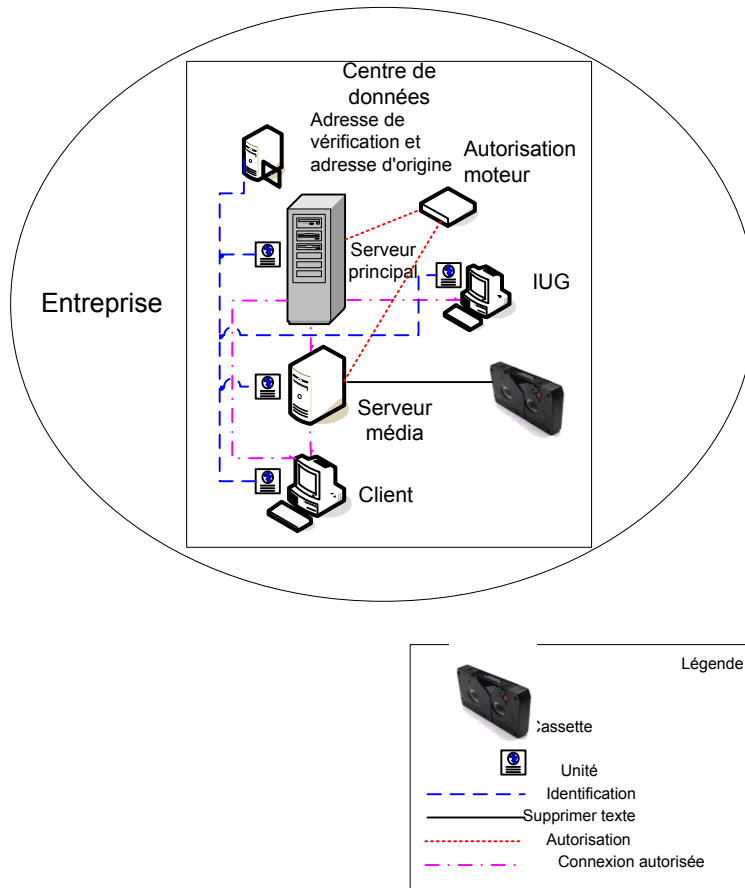 Centre de
données
Adresse de
vérification et
adresse d'origine
Autorisation
moteur
Serveur
principal
IUG
Entreprise
Serveur
média
Client
Légende
Cassette
Unité
Identification
Supprimer texte
Autorisation
Connexion autorisée